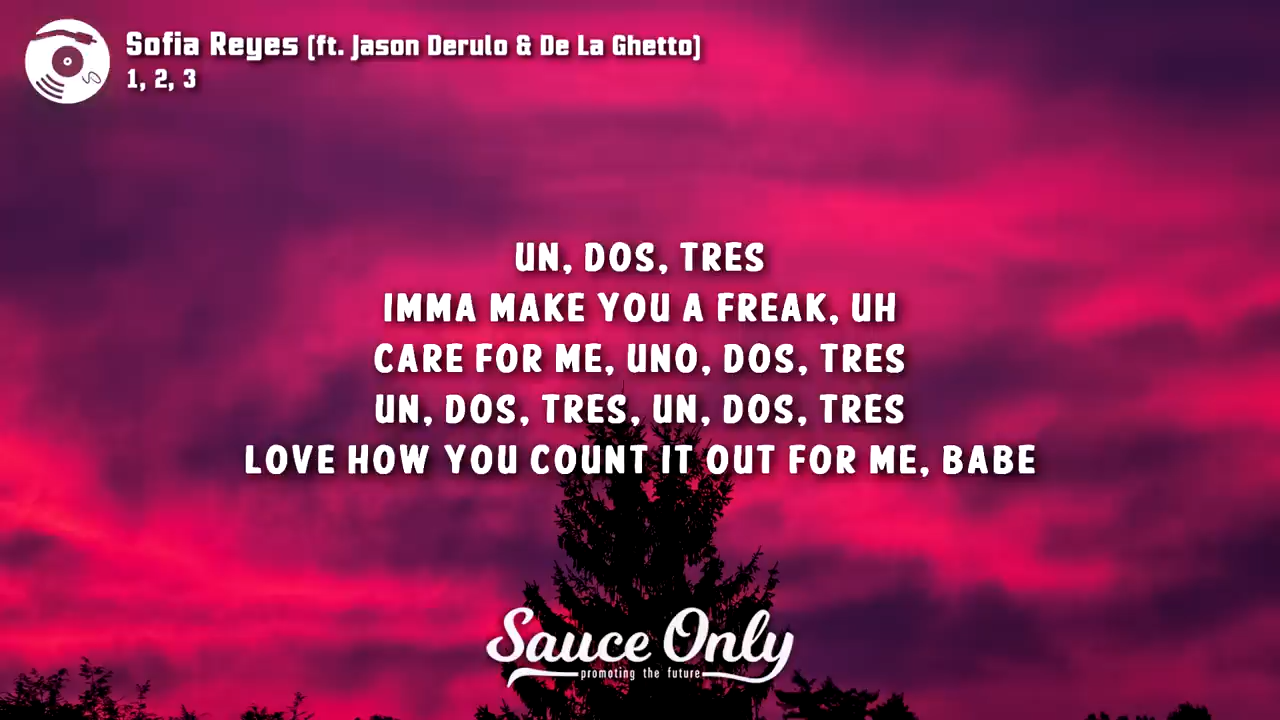 Sofia Reyes [ft. Jason Derulo & De La Ghetto]
1, 2, 3
UN, DOS, TRES
IMMA MAKE YOU A FREAK, UH
CARE FOR ME, UNO, DOS, TRES
UN, DOS, TRES, UN, DOS, TRES
LOVE HOW YOU COUNT IT OUT FOR ME, BABE
Sauce Only
promoting the future